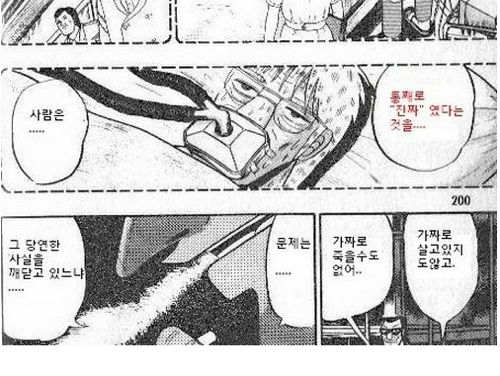 통째로
"진짜" 였다는
것을....
사람은
.....
200
가짜로
살고있지
도않고.
가짜로
죽을수도
없어..
문제는
.....
그 당연한
사실을
깨닫고 있느냐
.....